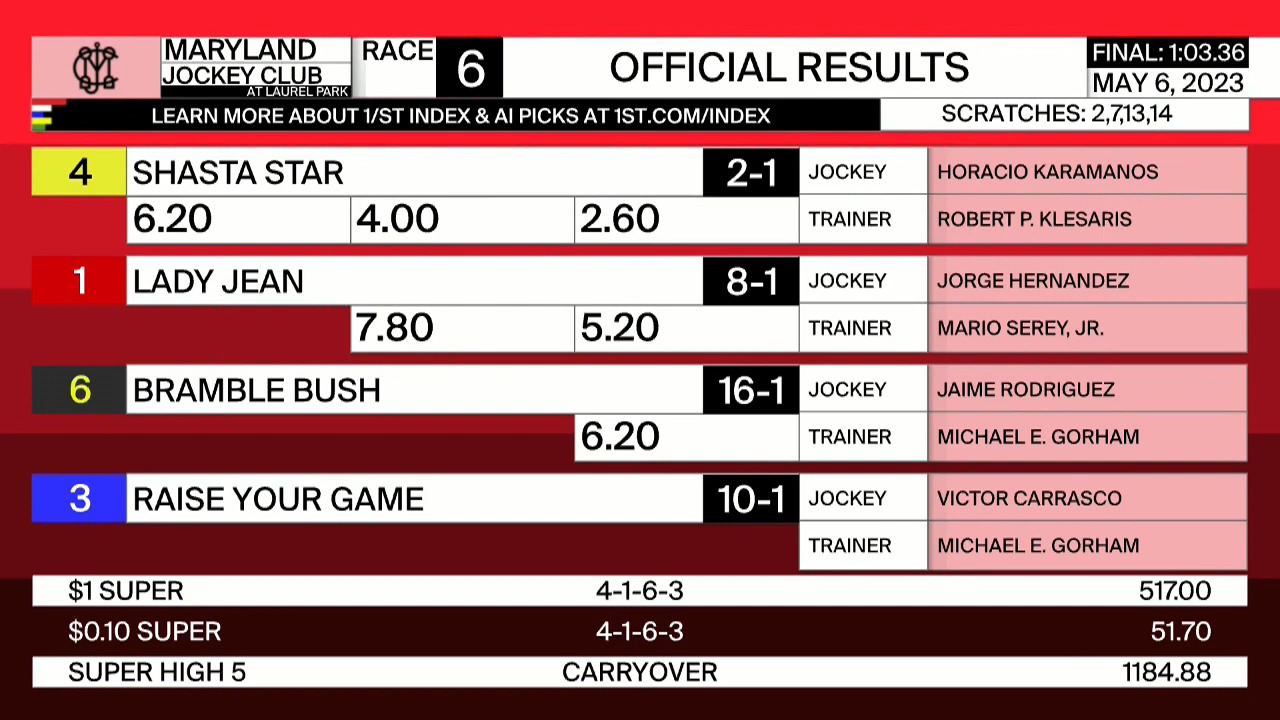 MARYLAND
JOCKEY CLUB
AT LAUREL PARK
RACE 6
OFFICIAL RESULTS
FINAL: 1:03.36
MAY 6, 2023
LEARN MORE ABOUT 1/ST INDEX & AI PICKS AT 1ST.COM/INDEX
SCRATCHES: 2,7,13,14
4 SHASTA STAR 2-1 JOCKEY HORACIO KARAMANOS
6.20 4.00 2.60 TRAINER ROBERT P. KLESARIS
1 LADY JEAN 8-1 JOCKEY JORGE HERNANDEZ
7.80 5.20 TRAINER MARIO SEREY, JR.
6 BRAMBLE BUSH 16-1 JOCKEY JAIME RODRIGUEZ
6.20 TRAINER MICHAEL E. GORHAM
3 RAISE YOUR GAME 10-1 JOCKEY VICTOR CARRASCO
TRAINER MICHAEL E. GORHAM
$1 SUPER 4-1-6-3 517.00
$0.10 SUPER 4-1-6-3 51.70
SUPER HIGH 5 CARRYOVER 1184.88